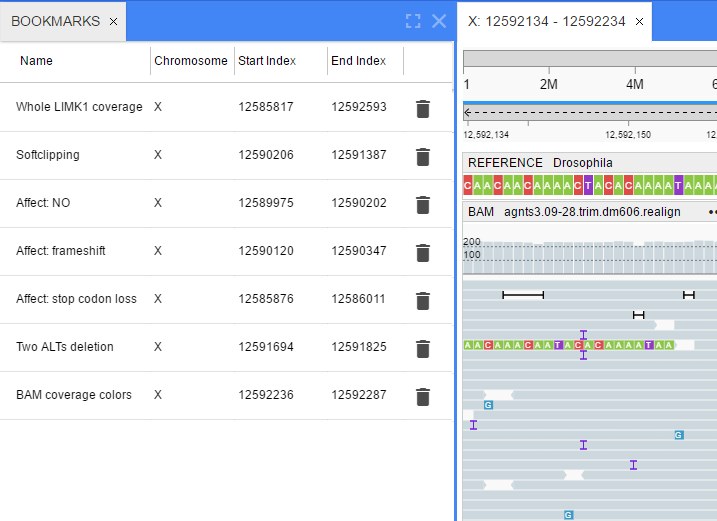 BOOKMARKS ×
Name Chromosome Start Index End Index
Whole LIMK1 coverage X 12585817 12592593
Softclipping X 12590206 12591387
Affect: NO X 12589975 12590202
Affect: frameshift X 12590120 12590347
Affect: stop codon loss X 12585876 12586011
Two ALTs deletion X 12591694 12591825
BAM coverage colors X 12592236 12592287
X: 12592134 - 12592234 ×
1 2M 4M 6
12,592,134 12,592,150 12
REFERENCE Drosophila
CAACAACAAAACTACACAAAATAAA
BAM agnts3.09-28.trim.dm606.realign
200
100
AACAAACAATACACAAAATAA
G
G
G